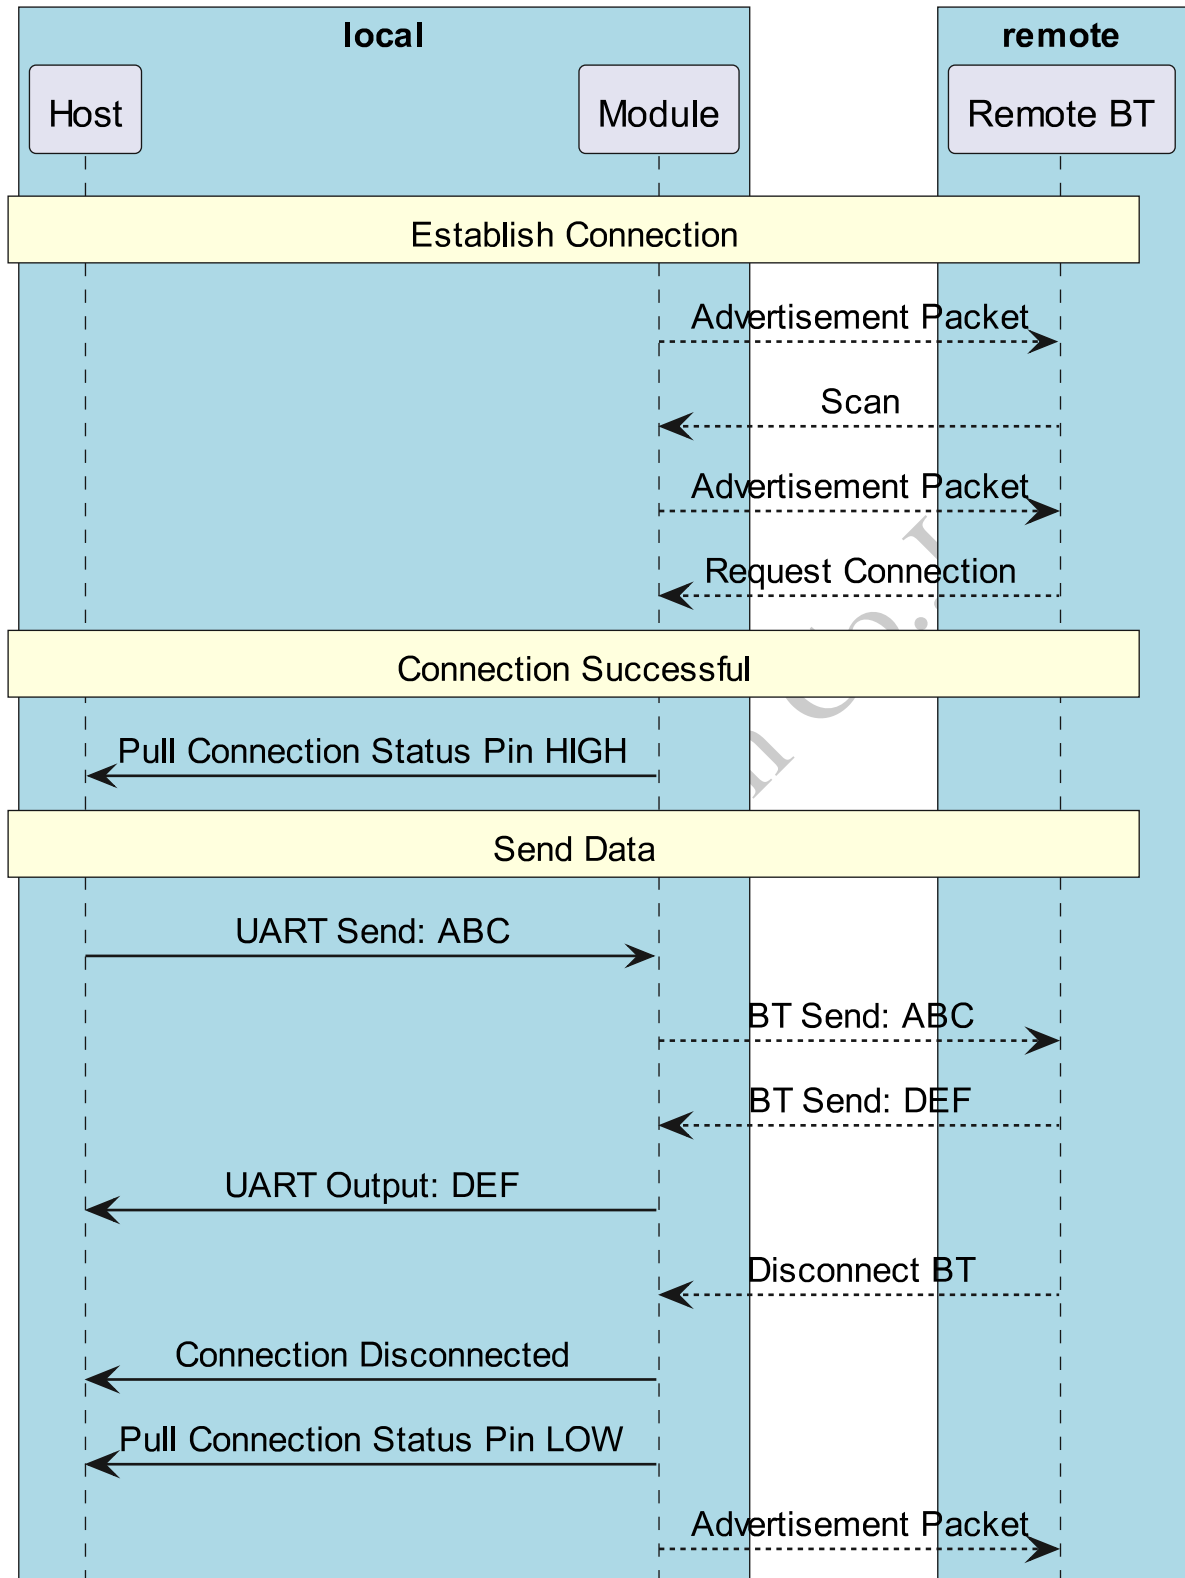 local
remote
Host
Module
Remote BT
Establish Connection
Advertisement Packet
Scan
Advertisement Packet
Request Connection
Connection Successful
Pull Connection Status Pin HIGH
Send Data
UART Send: ABC
BT Send: ABC
BT Send: DEF
UART Output: DEF
Disconnect BT
Connection Disconnected
Pull Connection Status Pin LOW
Advertisement Packet